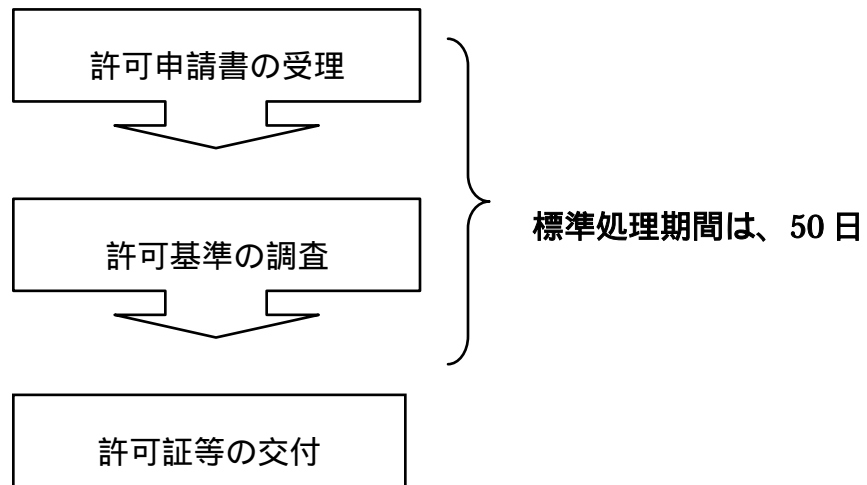 許可申請書の受理
許可基準の調査
標準処理期間は、50日
許可証等の交付